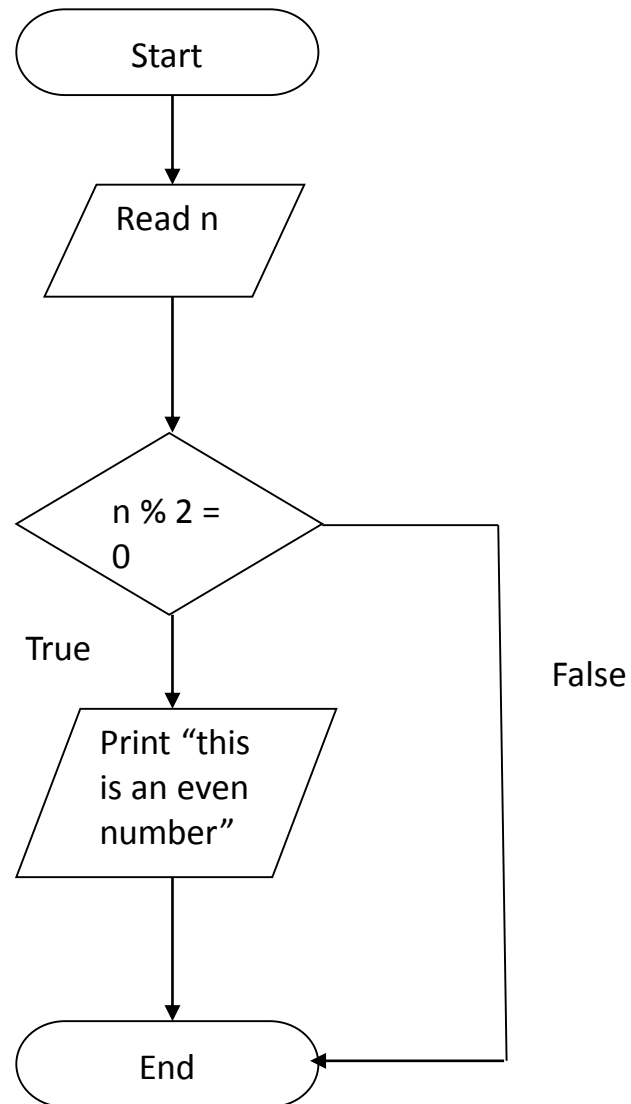 Start
Read n
n % 2 =
0
True
False
Print “this
is an even
number”
End